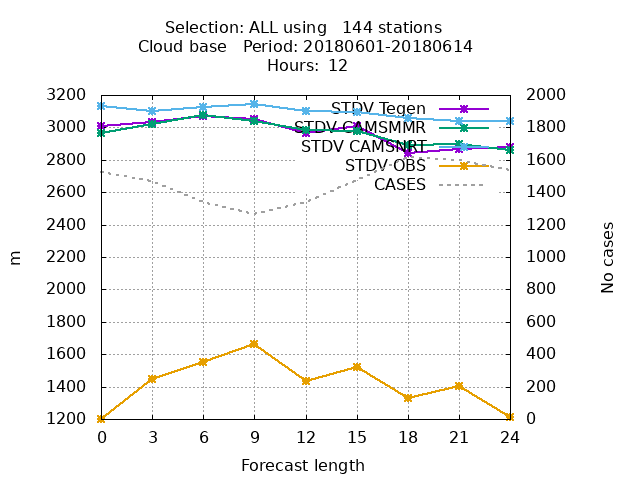 Selection: ALL using 144 stations
Cloud base Period: 20180601-20180614
Hours: 12
3200
3000
2800
2600
2400
2200
2000
1800
1600
1400
1200
2000
1800
1600
1400
1200
1000
800
600
400
200
0
STDV Tegen
STDV CAMSMMR
STDV CAMSNRT
STDV OBS
CASES
m
No cases
0 3 6 9 12 15 18 21 24
Forecast length